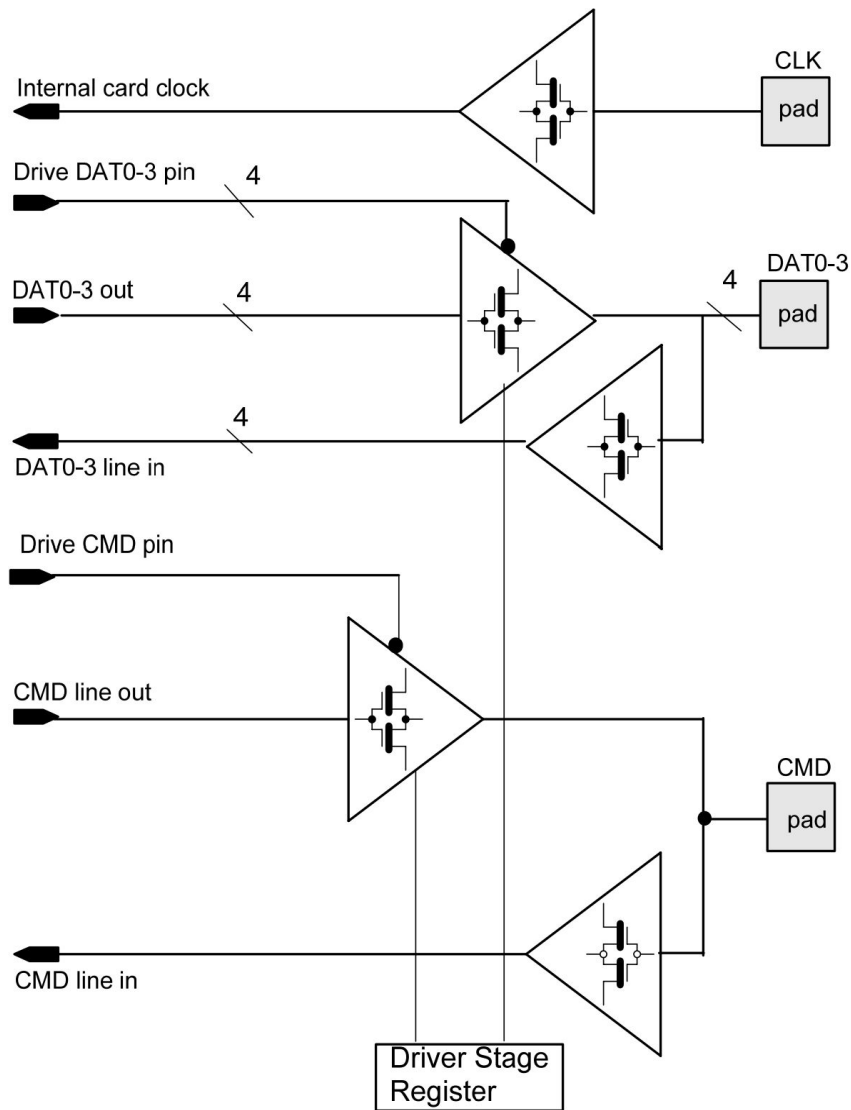 CLK
Internal card clock
pad
Drive DAT0-3 pin
4
DAT0-3
DAT0-3 out
4
4
pad
4
DAT0-3 line in
Drive CMD pin
CMD line out
CMD
pad
CMD line in
Driver Stage
Register